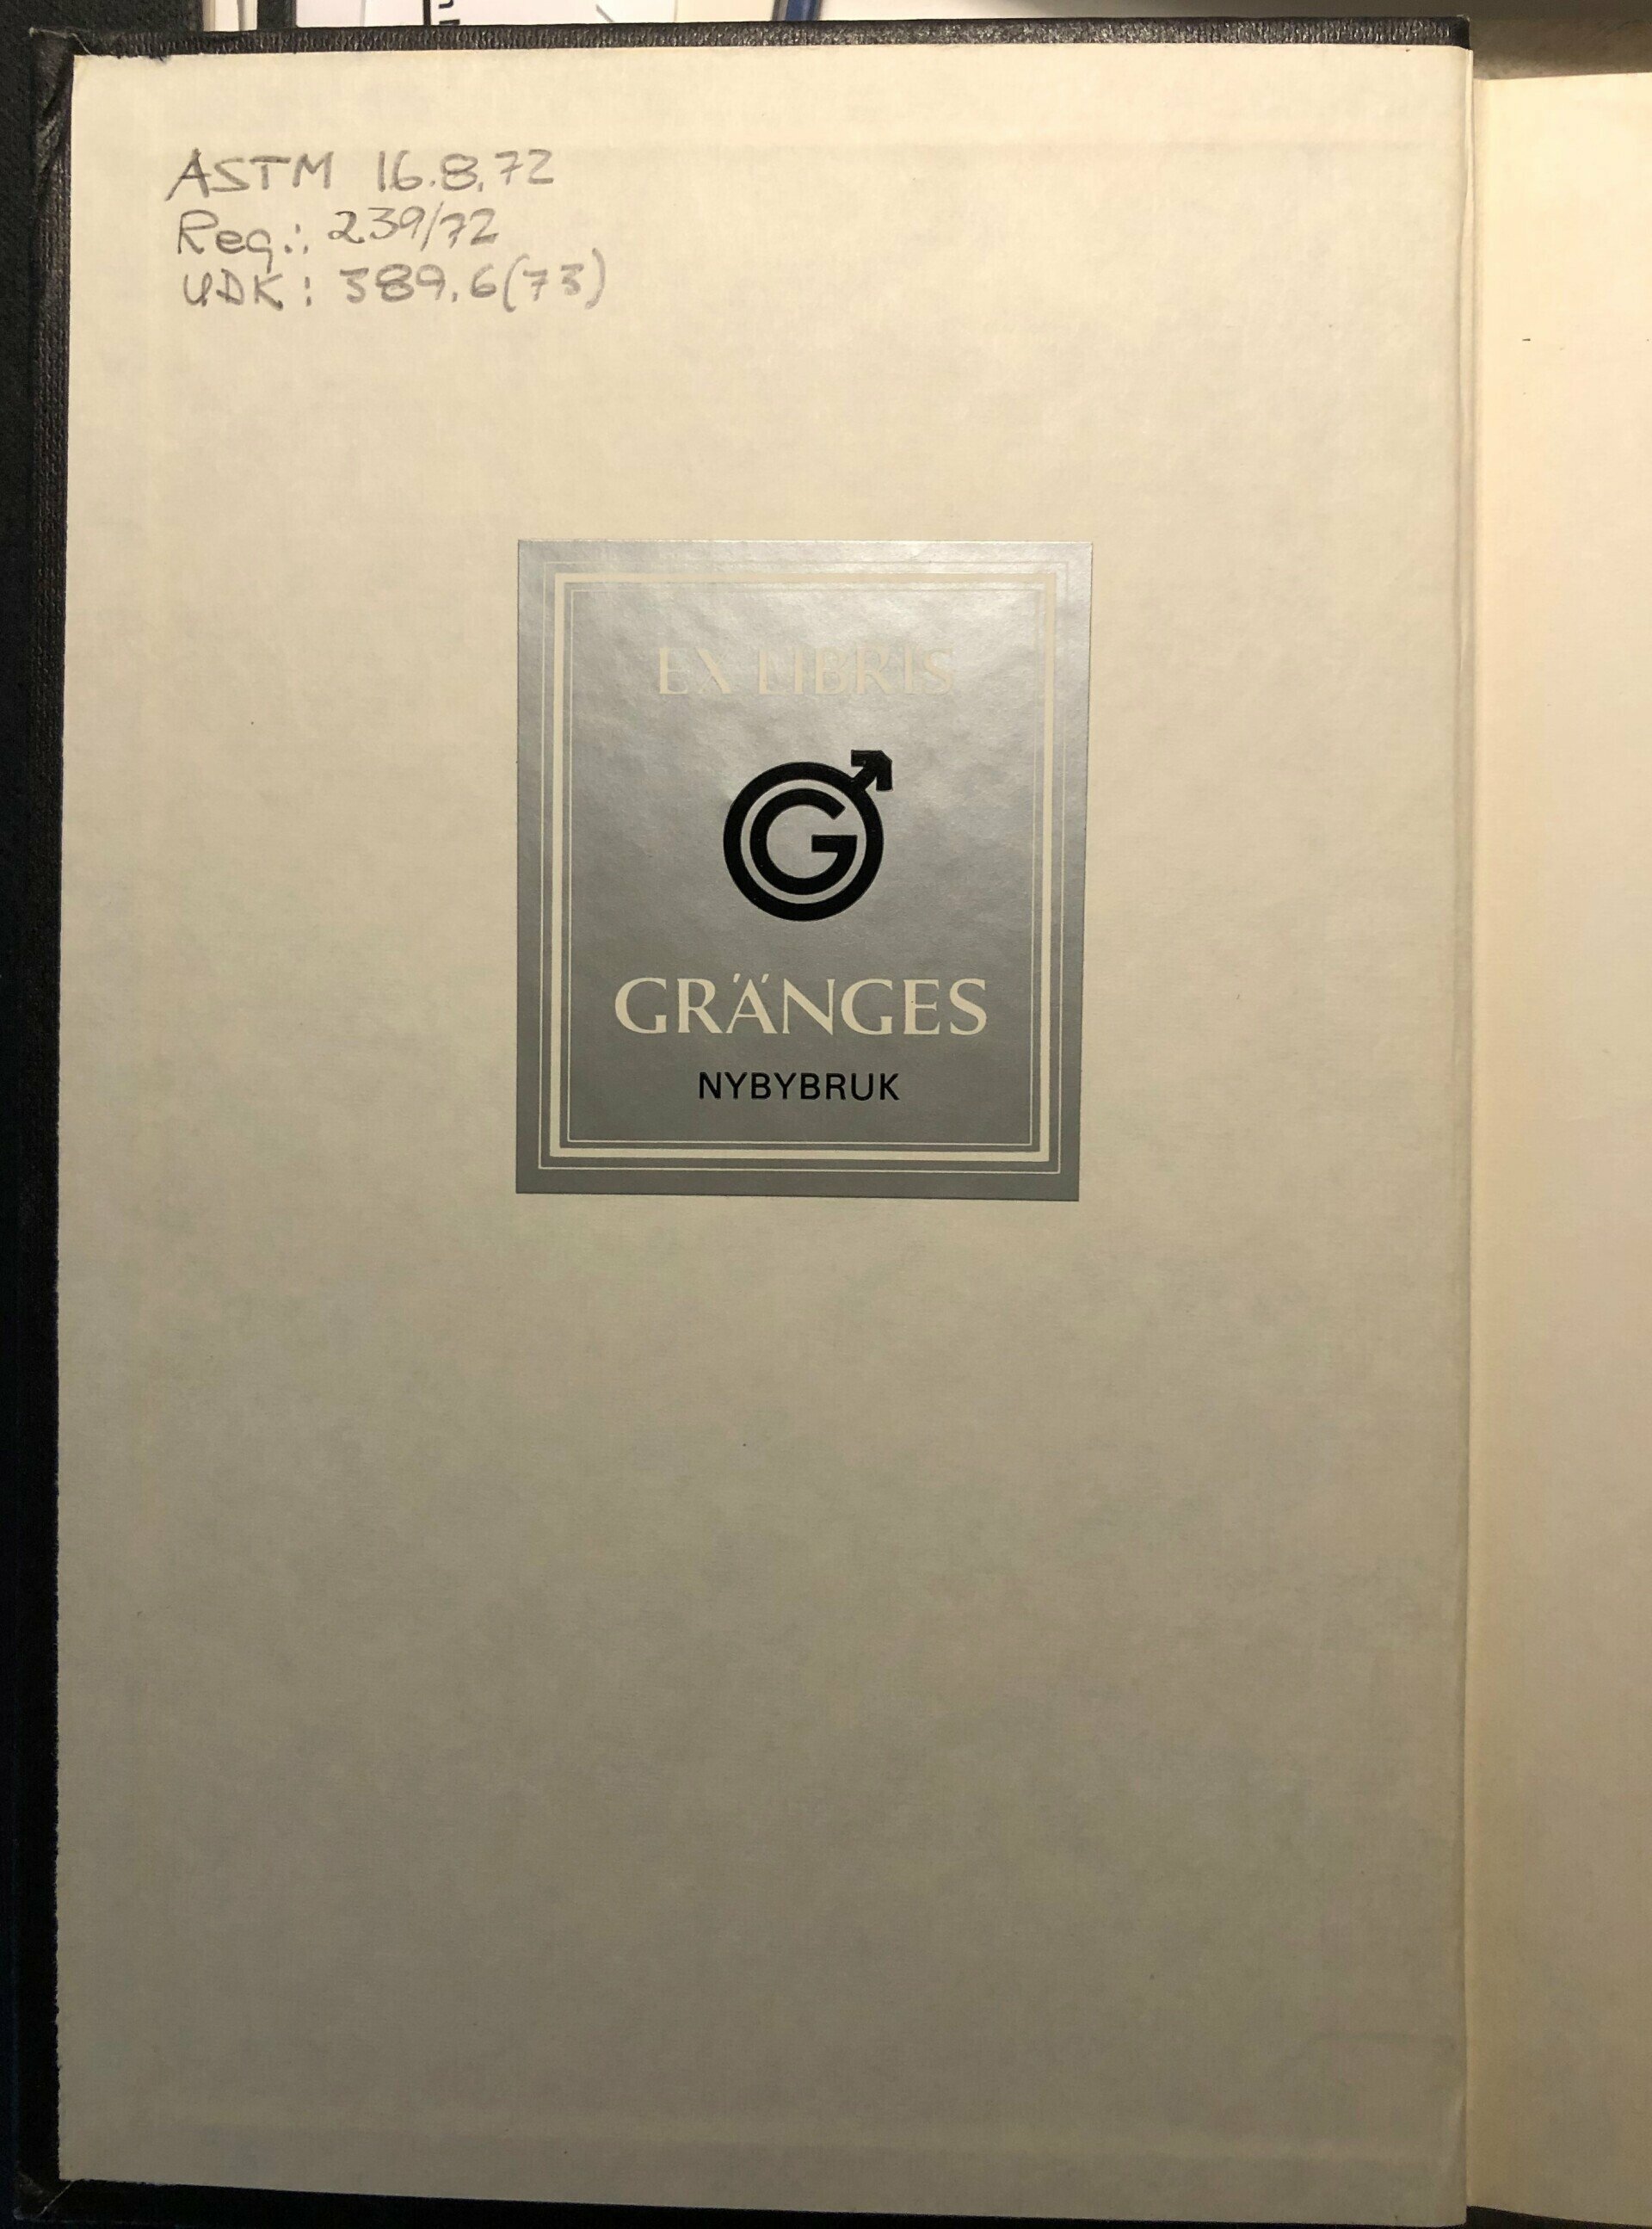 ASTM 16.8.72
Reg.: 239/72
UDK: 389.6(73)
EX LIBRIS
G
GRÄNGES
NYBYBRUK